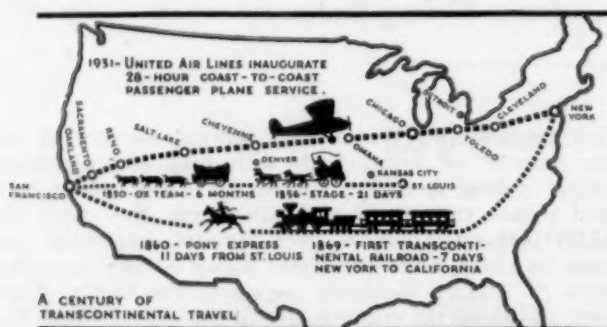 1931- UNITED AIR LINES INAUGURATE
28-HOUR COAST-TO-COAST
PASSENGER PLANE SERVICE.
SAN
FRANCISCO
OAKLAND
SACRAMENTO
RENO
SALT LAKE
CHEYENNE
DENVER
OMAHA
KANSAS CITY
ST. LOUIS
CHICAGO
DETROIT
TOLEDO
CLEVELAND
NEW
YORK
1850-OX TEAM-6 MONTHS
1856-STAGE-21 DAYS
1860- PONY EXPRESS
11 DAYS FROM ST. LOUIS
1869- FIRST TRANSCONTI-
NENTAL RAILROAD-7 DAYS
NEW YORK TO CALIFORNIA
A CENTURY OF
TRANSCONTINENTAL TRAVEL